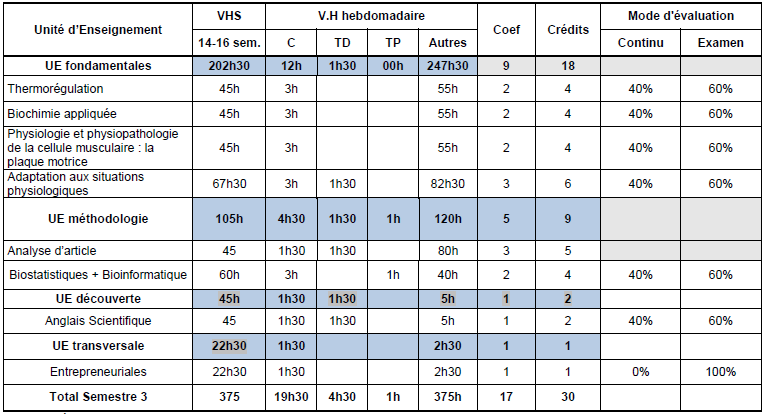 Unité d'Enseignement VHS V.H hebdomadaire Coef Crédits Mode d'évaluation
14-16 sem. C TD TP Autres Continu Examen
UE fondamentales 202h30 12h 1h30 00h 247h30 9 18
Thermorégulation 45h 3h 55h 2 4 40% 60%
Biochimie appliquée 45h 3h 55h 2 4 40% 60%
Physiologie et physiopathologie
de la cellule musculaire : la
plaque motrice 45h 3h 55h 2 4 40% 60%
Adaptation aux situations
physiologiques 67h30 3h 1h30 82h30 3 6 40% 60%
UE méthodologie 105h 4h30 1h30 1h 120h 5 9
Analyse d'article 45 1h30 1h30 80h 3 5
Biostatistiques + Bioinformatique 60h 3h 1h 40h 2 4 40% 60%
UE découverte 45h 1h30 1h30 5h 1 2
Anglais Scientifique 45 1h30 1h30 5h 1 2 40% 60%
UE transversale 22h30 1h30 2h30 1 1
Entrepreneuriales 22h30 1h30 2h30 1 1 0% 100%
Total Semestre 3 375 19h30 4h30 1h 375h 17 30